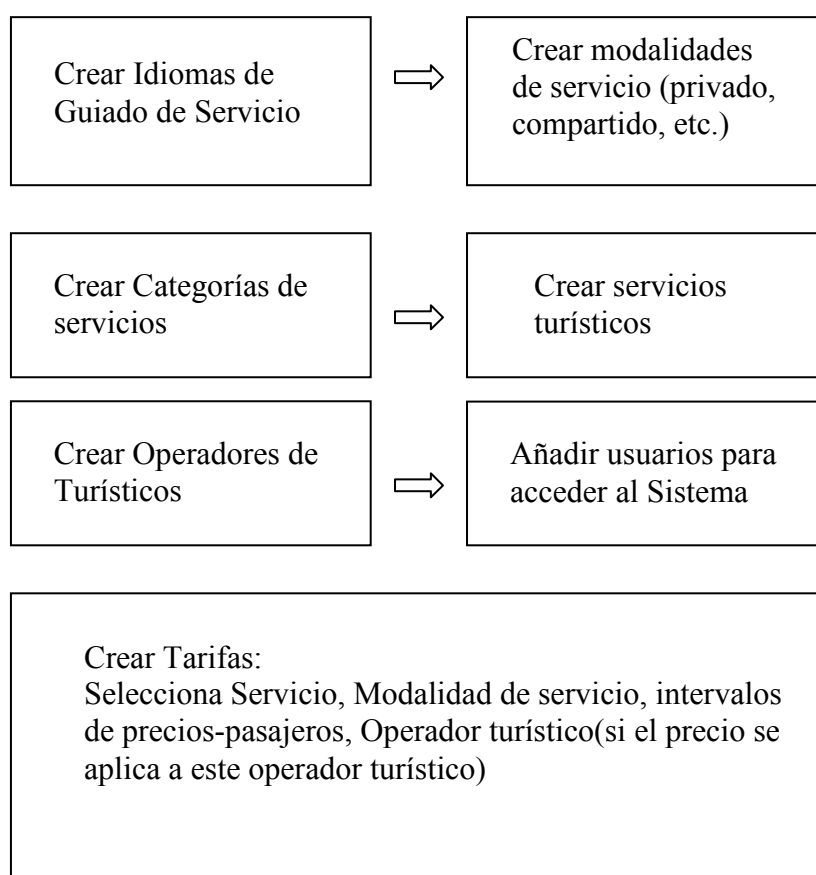 Crear Idiomas de
Guiado de Servicio
Crear modalidades
de servicio (privado,
compartido, etc.)
Crear Categorías de
servicios
Crear servicios
turísticos
Crear Operadores de
Turísticos
Añadir usuarios para
acceder al Sistema
Crear Tarifas:
Selecciona Servicio, Modalidad de servicio, intervalos
de precios-pasajeros, Operador turístico(si el precio se
aplica a este operador turístico)